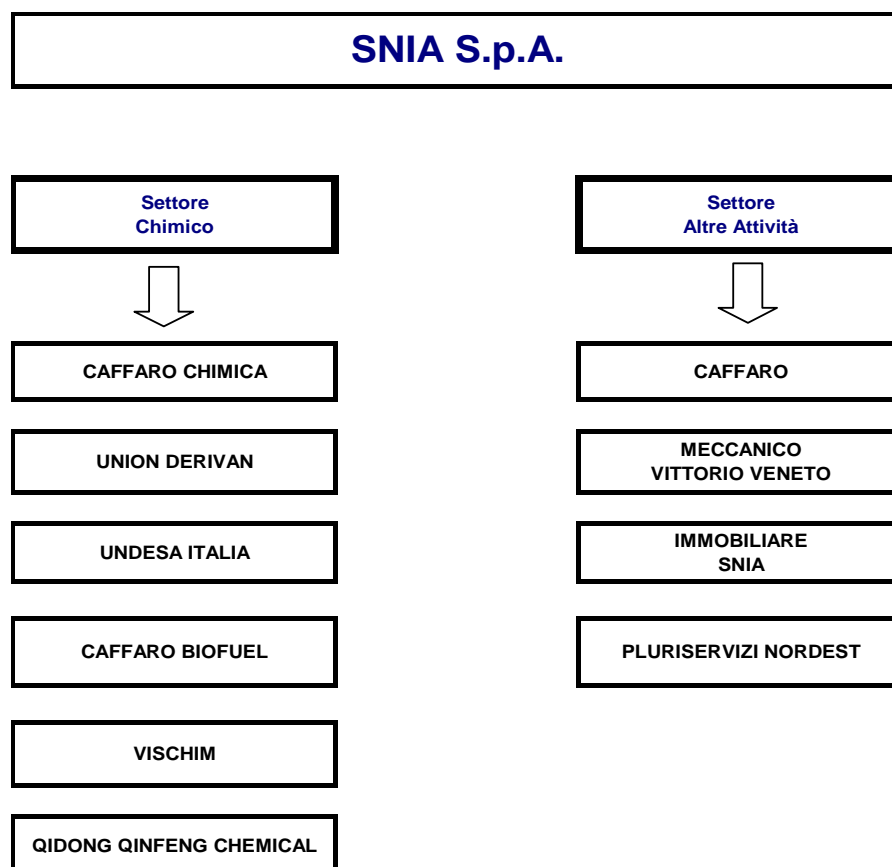 SNIA S.p.A.
Settore
Chimico
CAFFARO CHIMICA
UNION DERIVAN
UNDESA ITALIA
CAFFARO BIOFUEL
VISCHIM
QIDONG QINFENG CHEMICAL
Settore
Altre Attività
CAFFARO
MECCANICO
VITTORIO VENETO
IMMOBILIARE
SNIA
PLURISERVIZI NORDEST